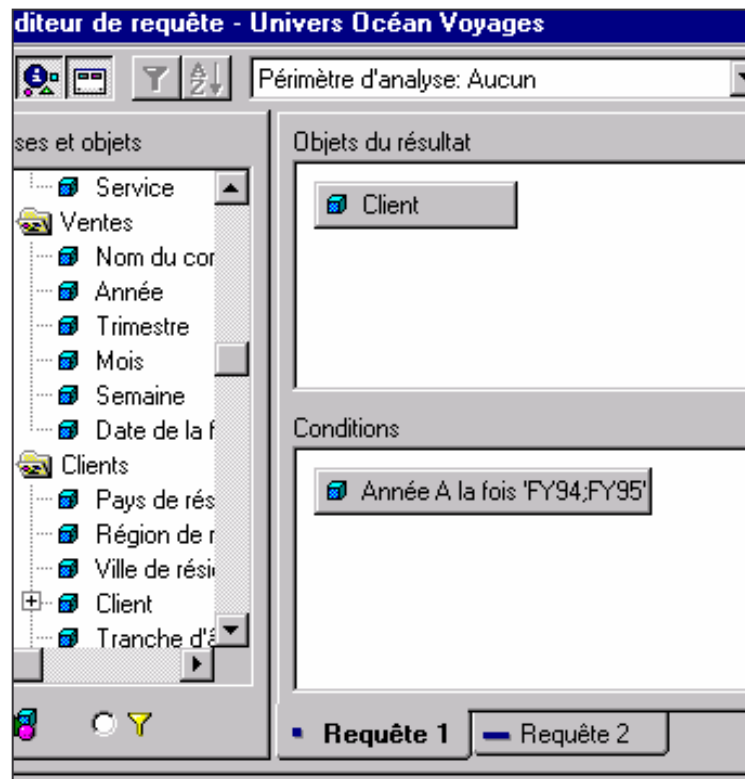 diteur de requête - Univers Océan Voyages
Périmètre d'analyse: Aucun
ses et objets
Service
Ventes
Nom du cor
Année
Trimestre
Mois
Semaine
Date de la f
Clients
Pays de rés
Région de r
Ville de rési
Client
Tranche d'â
Objets du résultat
Client
Conditions
Année A la fois 'FY94;FY95'
Requête 1
Requête 2